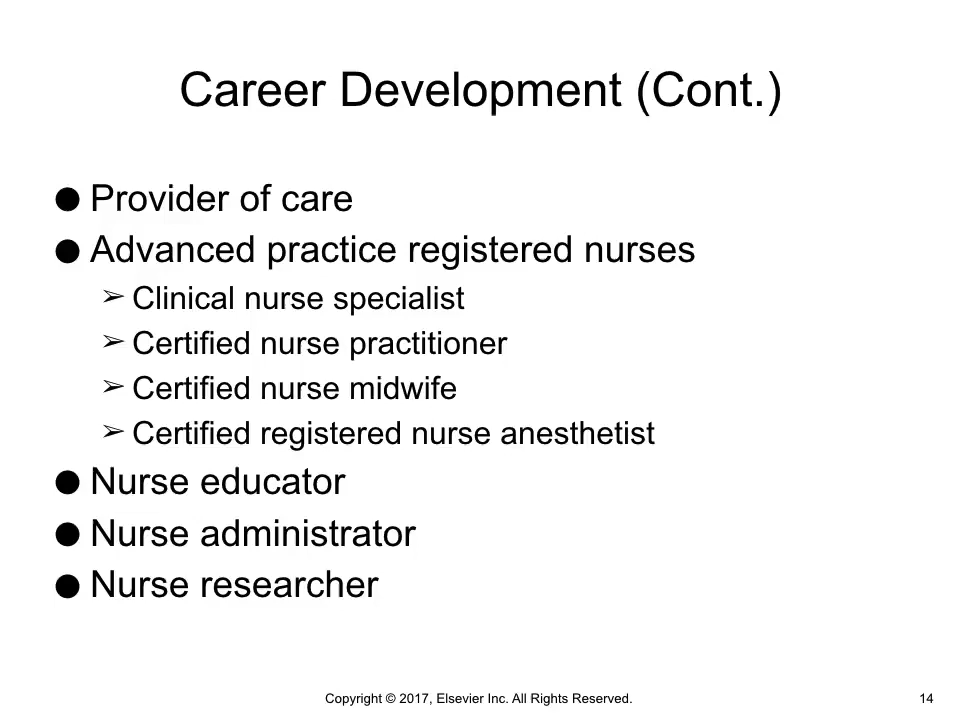 Career Development (Cont.)
● Provider of care
● Advanced practice registered nurses
➢ Clinical nurse specialist
➢ Certified nurse practitioner
➢ Certified nurse midwife
➢ Certified registered nurse anesthetist
● Nurse educator
● Nurse administrator
● Nurse researcher
Copyright © 2017, Elsevier Inc. All Rights Reserved.
14